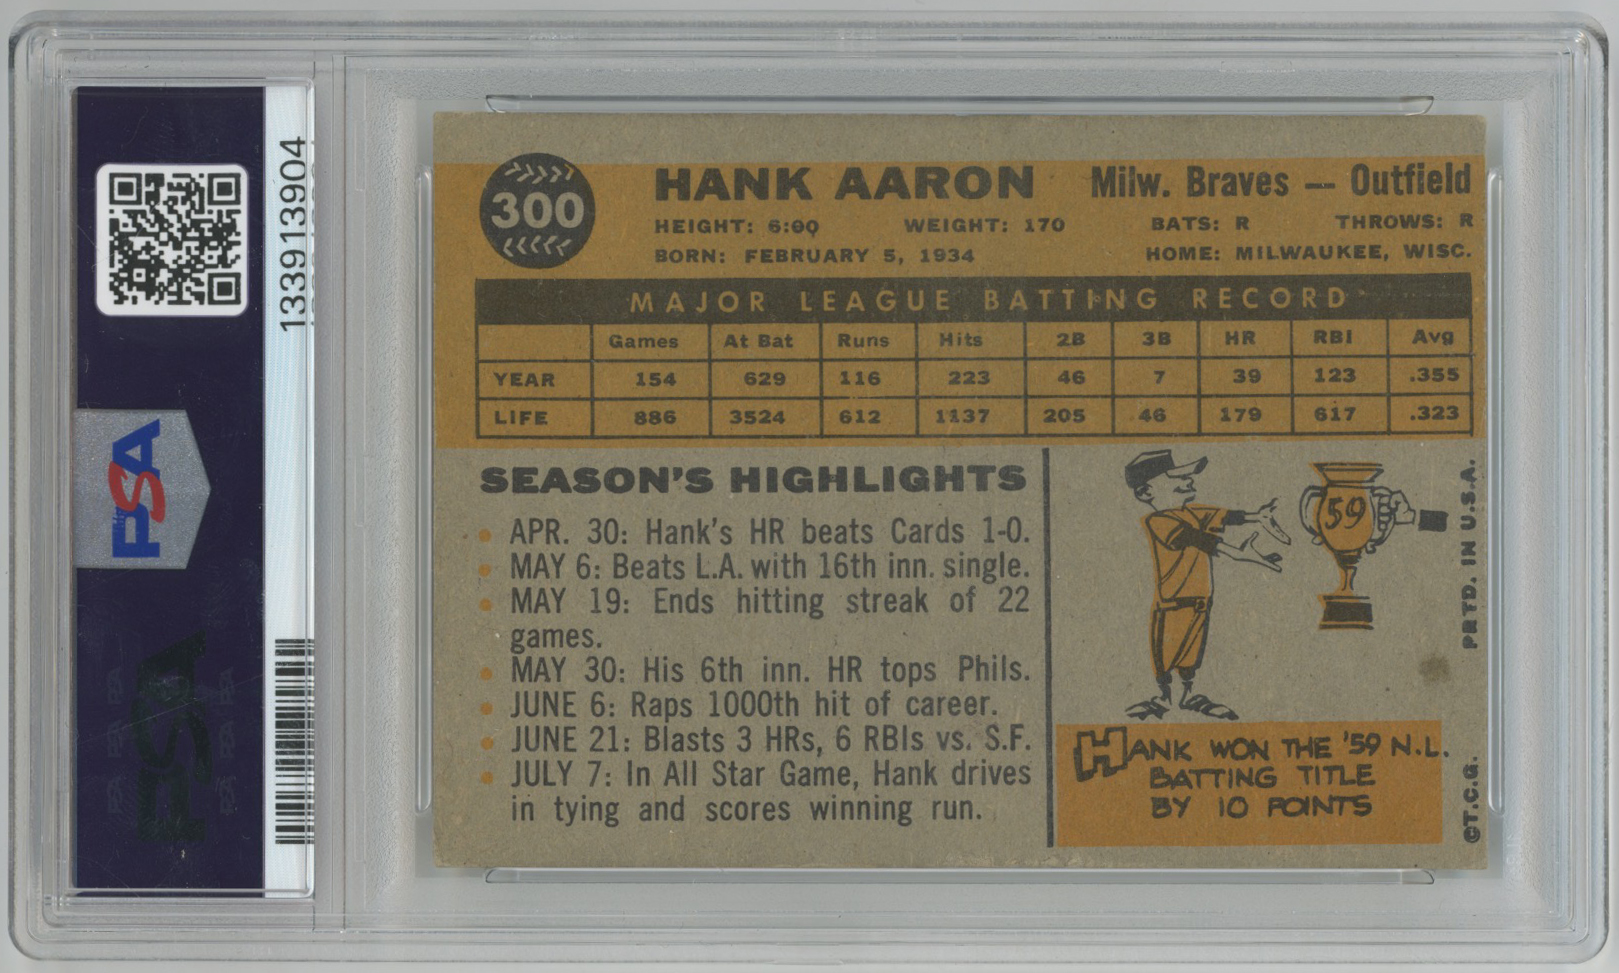 133913904
PSA
PSA
300
HANK AARON Milw. Braves — Outfield
HEIGHT: 6:00 WEIGHT: 170 BATS: R THROWS: R
BORN: FEBRUARY 5, 1934 HOME: MILWAUKEE, WISC.
MAJOR LEAGUE BATTING RECORD
Games At Bat Runs Hits 2B 3B HR RBI Avg
YEAR 154 629 116 223 46 7 39 123 .355
LIFE 886 3524 612 1137 205 46 179 617 .323
SEASON'S HIGHLIGHTS
APR. 30: Hank's HR beats Cards 1-0.
MAY 6: Beats L.A. with 16th inn. single.
MAY 19: Ends hitting streak of 22
games.
MAY 30: His 6th inn. HR tops Phils.
JUNE 6: Raps 1000th hit of career.
JUNE 21: Blasts 3 HRs, 6 RBIs vs. S.F.
JULY 7: In All Star Game, Hank drives
in tying and scores winning run.
59
HANK WON THE '59 N.L.
BATTING TITLE
BY 10 POINTS
PRTD. IN U.S.A.
©T.C.G.